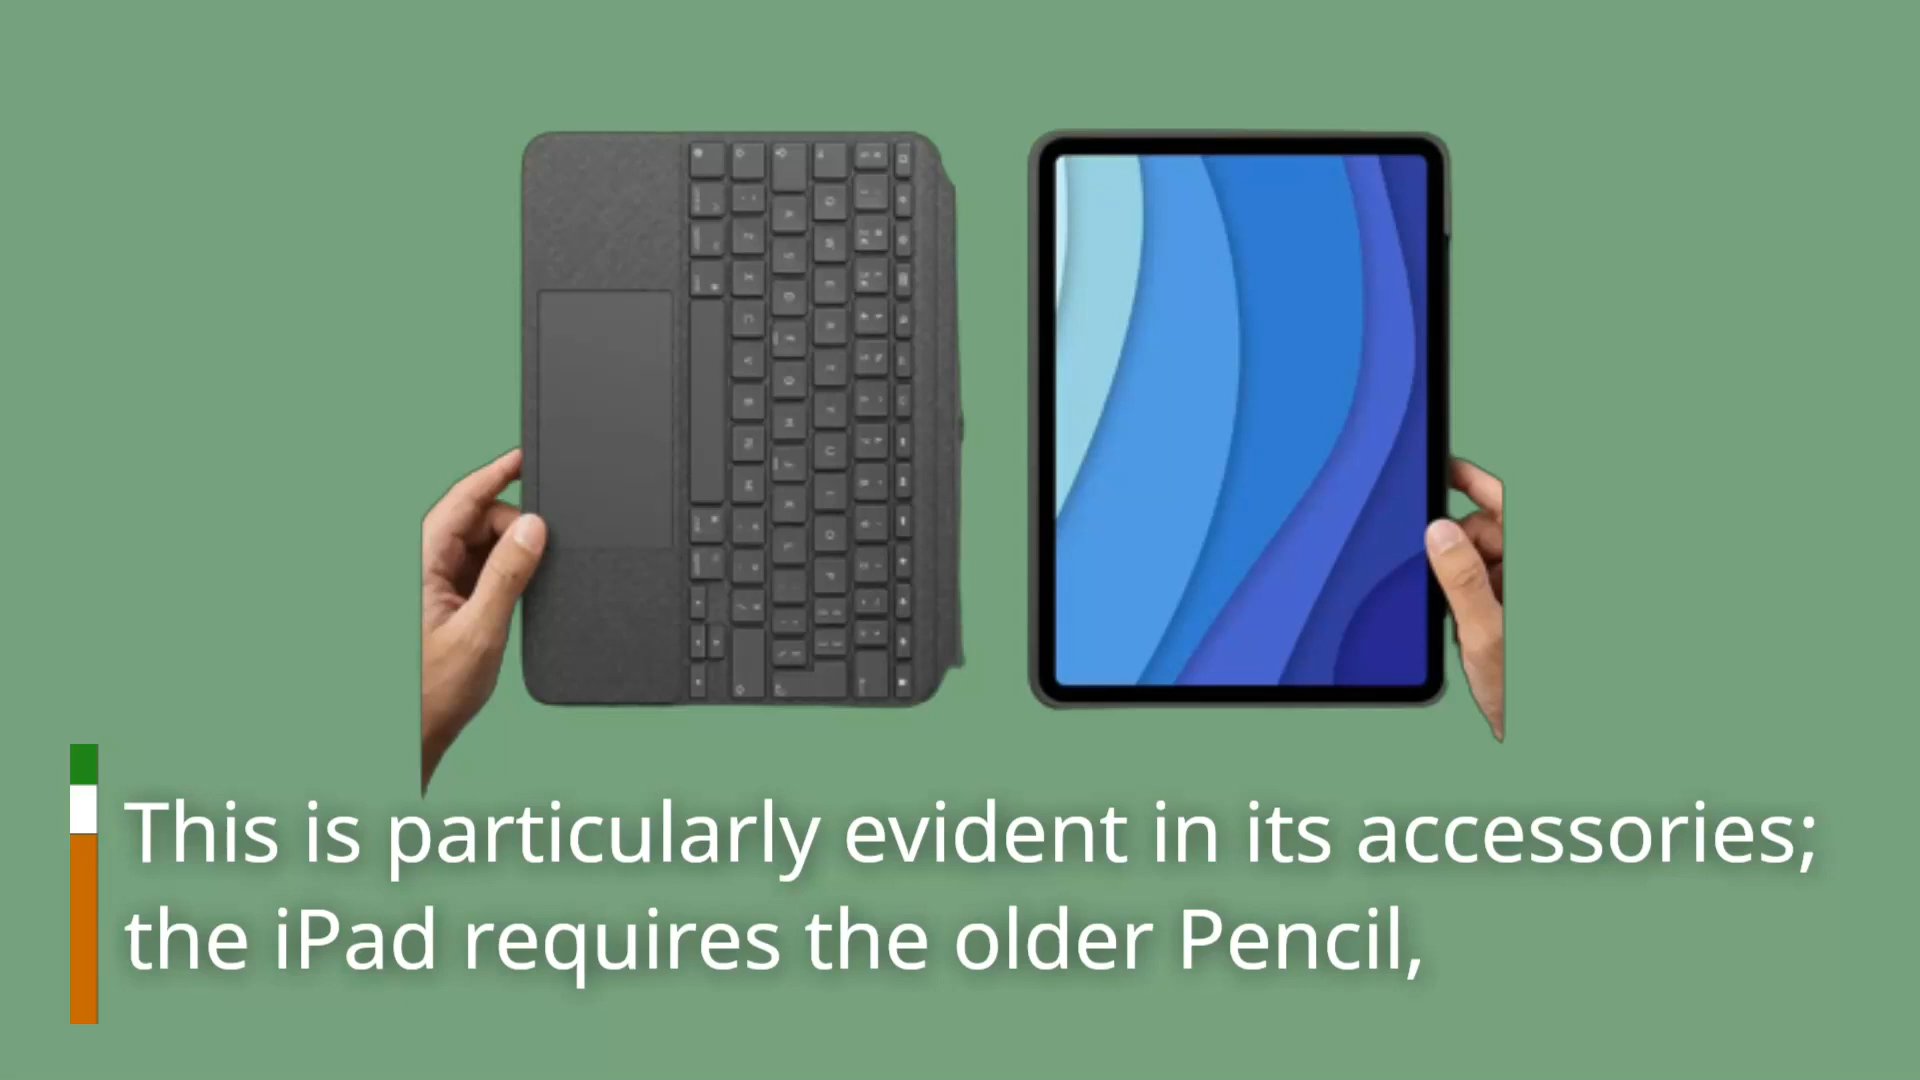 This is particularly evident in its accessories;
the iPad requires the older Pencil,